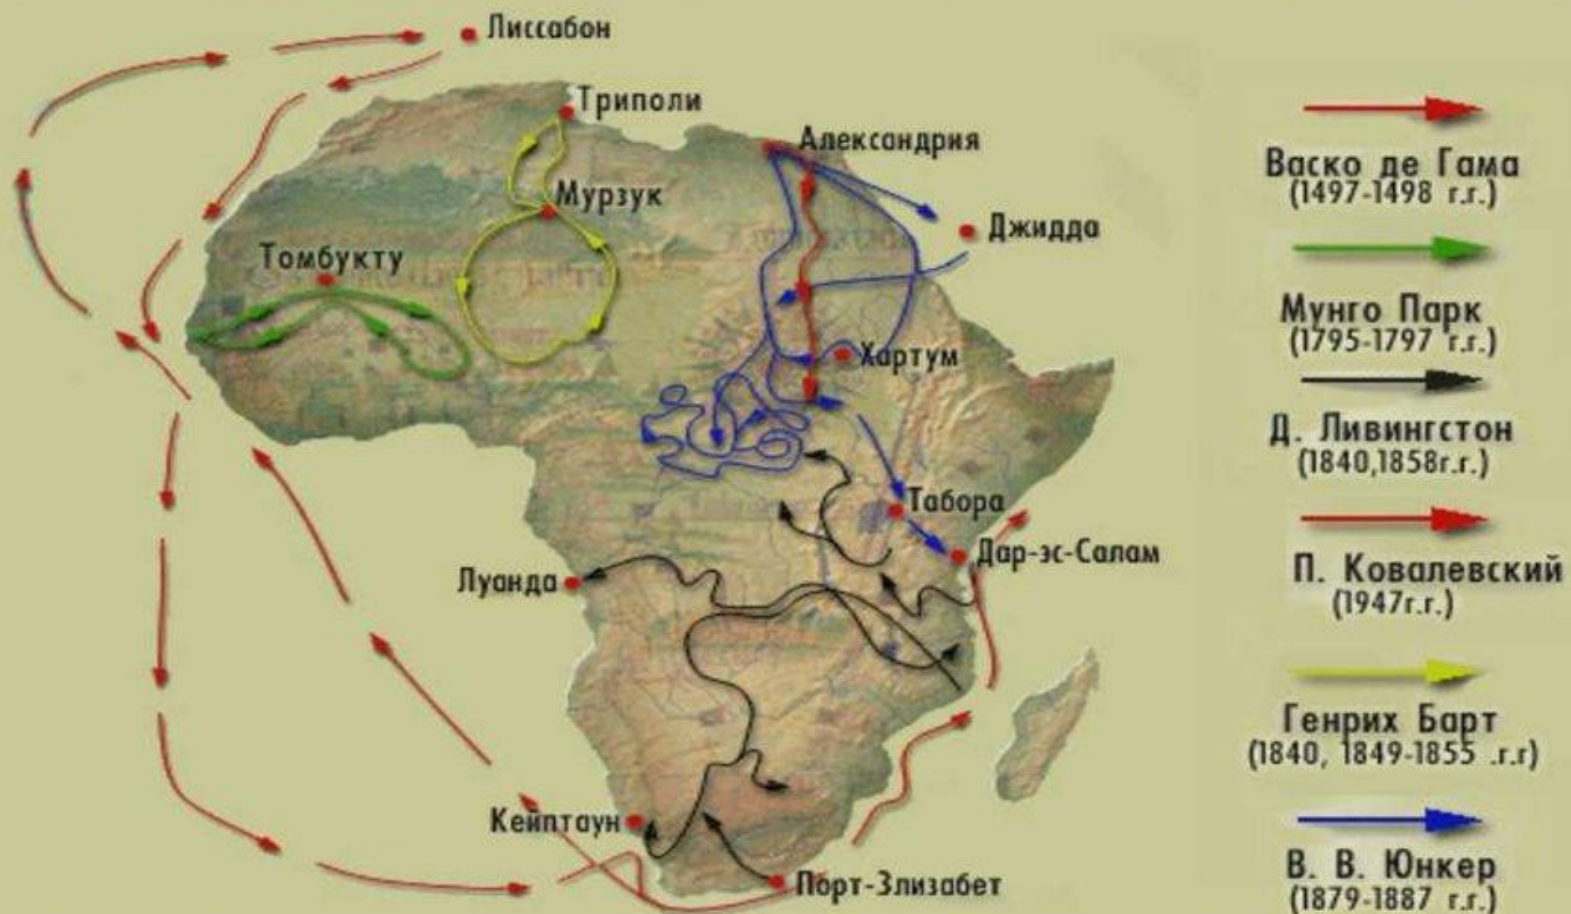 Лиссабон
Триполи
Александрия
Мурзук
Джидда
Томбукту
Хартум
Табора
Дар-эс-Салам
Луанда
Кейптаун
Порт-Злизабет
Васко де Гама
(1497-1498 г.г.)
Мунго Парк
(1795-1797 г.г.)
Д. Ливингстон
(1840,1858г.г.)
П. Ковалевский
(1947г.г.)
Генрих Барт
(1840, 1849-1855 .г.г)
В. В. Юнкер
(1879-1887 г.г.)